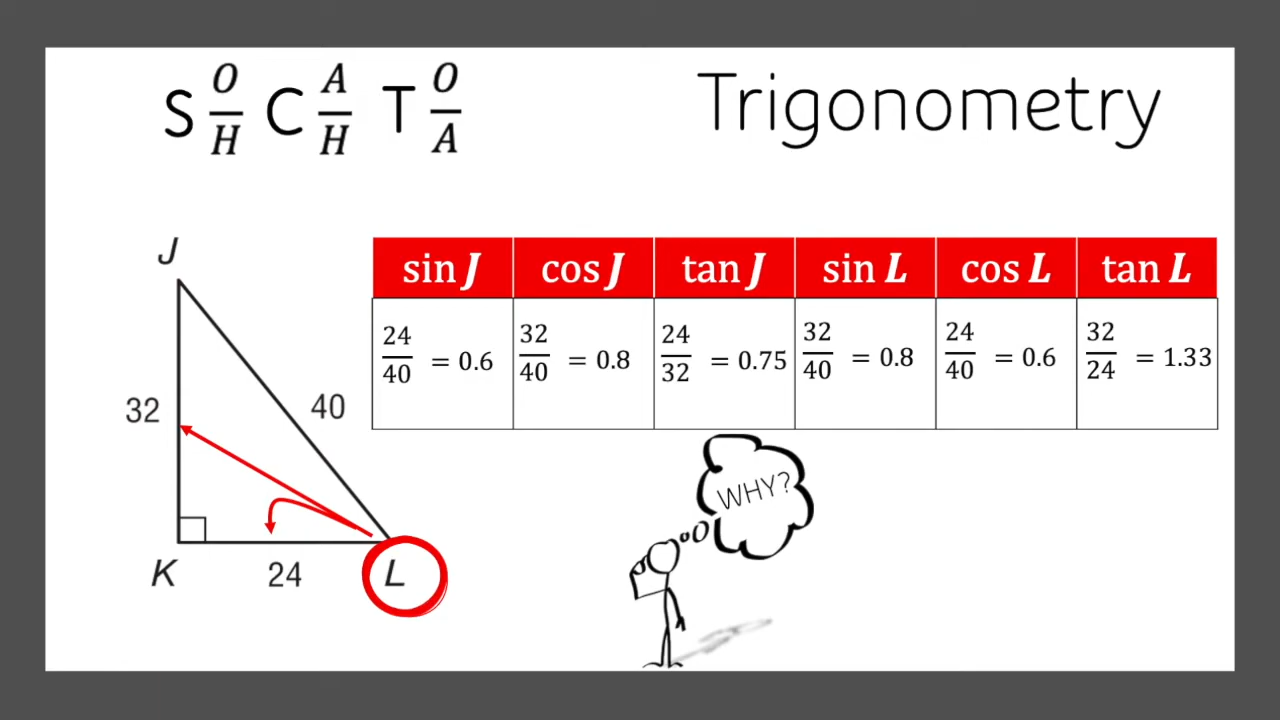 S O/H C A/H T O/A
Trigonometry
J
32
40
K
24
L
sin J cos J tan J sin L cos L tan L
24/40 = 0.6 32/40 = 0.8 24/32 = 0.75 32/40 = 0.8 24/40 = 0.6 32/24 = 1.33
WHY?